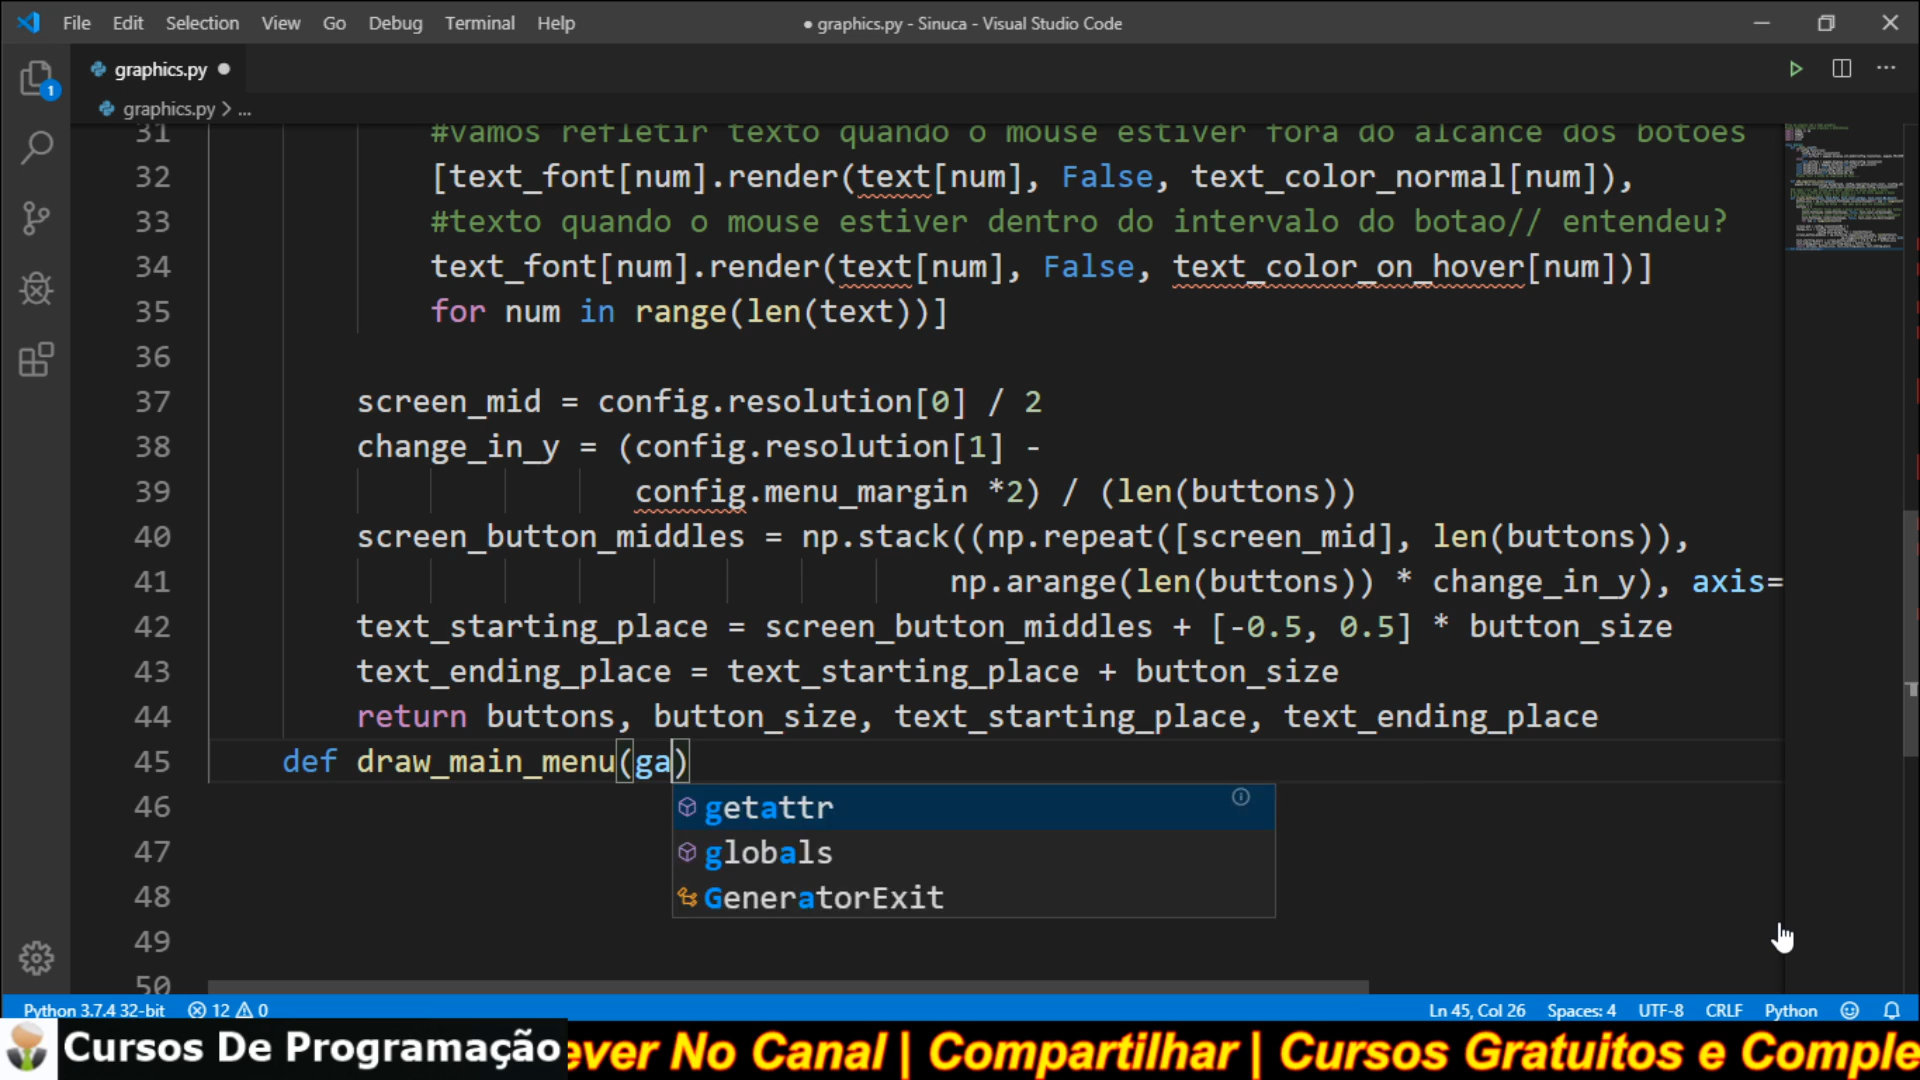 File Edit Selection View Go Debug Terminal Help
● graphics.py - Sinuca - Visual Studio Code
graphics.py ●
graphics.py > ...
1
31 #vamos refletir texto quando o mouse estiver fora do alcance dos botoes
32 [text_font[num].render(text[num], False, text_color_normal[num]),
33 #texto quando o mouse estiver dentro do intervalo do botao// entendeu?
34 text_font[num].render(text[num], False, text_color_on_hover[num])]
35 for num in range(len(text))]
36
37 screen_mid = config.resolution[0] / 2
38 change_in_y = (config.resolution[1] -
39 config.menu_margin *2) / (len(buttons))
40 screen_button_middles = np.stack((np.repeat([screen_mid], len(buttons)),
41 np.arange(len(buttons)) * change_in_y), axis=
42 text_starting_place = screen_button_middles + [-0.5, 0.5] * button_size
43 text_ending_place = text_starting_place + button_size
44 return buttons, button_size, text_starting_place, text_ending_place
45 def draw_main_menu(ga)
46 getattr
47 globals
48 GeneratorExit
49
50
Python 3.7.4 32-bit 12 0 Ln 45, Col 26 Spaces: 4 UTF-8 CRLF Python
Cursos De Programação
ever No Canal | Compartilhar | Cursos Gratuitos e Comple